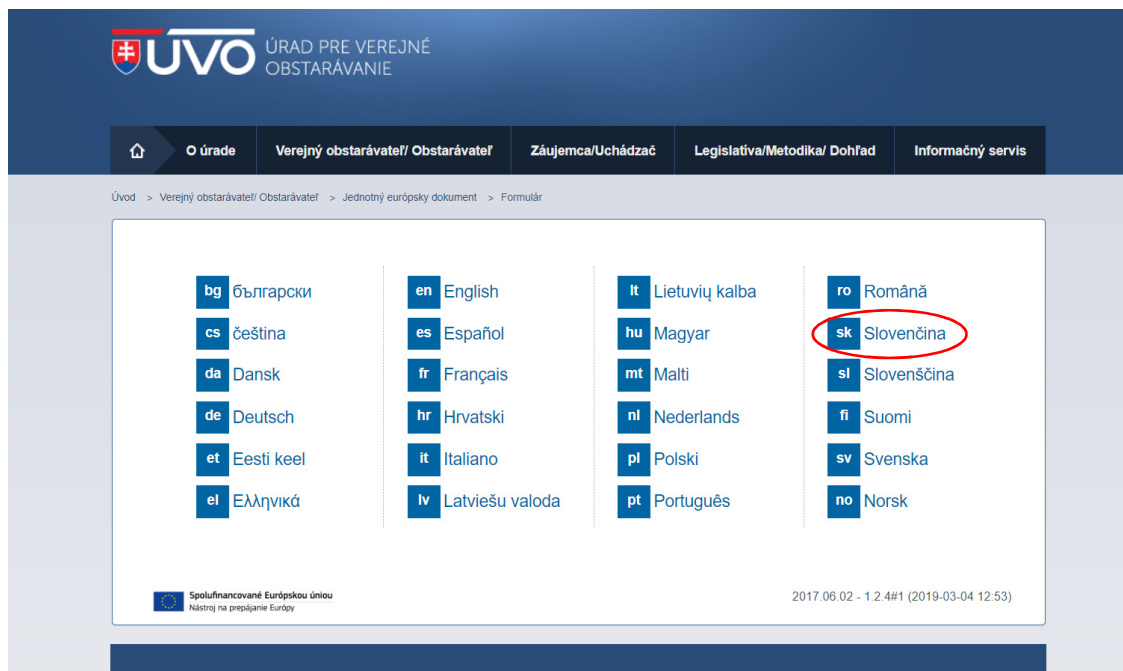 ÚVO ÚRAD PRE VEREJNÉ
OBSTARÁVANIE
O úrade Verejný obstarávateľ/ Obstarávateľ Záujemca/Uchádzač Legislatíva/Metodika/ Dohľad Informačný servis
Úvod > Verejný obstarávateľ/ Obstarávateľ > Jednotný európsky dokument > Formulár
bg български
cs čeština
da Dansk
de Deutsch
et Eesti keel
el Ελληνικά
en English
es Español
fr Français
hr Hrvatski
it Italiano
lv Latviešu valoda
lt Lietuvių kalba
hu Magyar
mt Malti
nl Nederlands
pl Polski
pt Português
ro Română
sk Slovenčina
sl Slovenščina
fi Suomi
sv Svenska
no Norsk
Spolufinancované Európskou úniou
Nástroj na prepájanie Európy
2017.06.02 - 1.2.4#1 (2019-03-04 12:53)